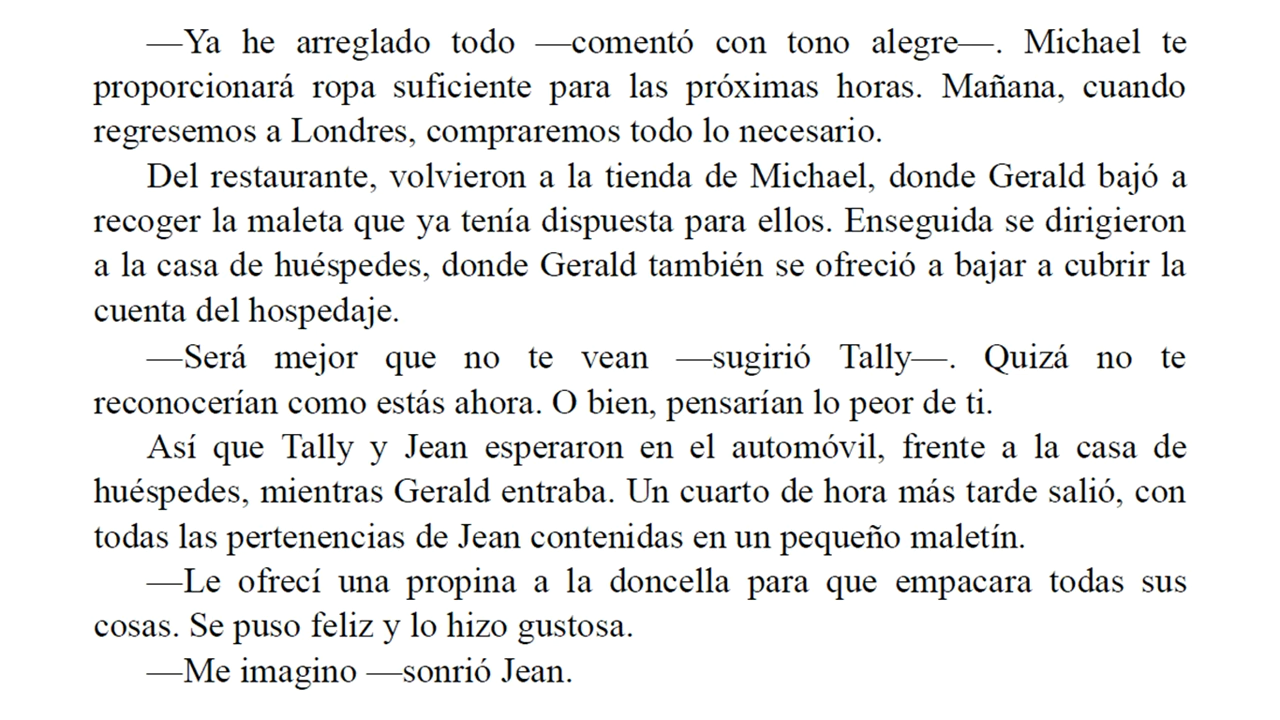 —Ya he arreglado todo —comentó con tono alegre—. Michael te
proporcionará ropa suficiente para las próximas horas. Mañana, cuando
regresemos a Londres, compraremos todo lo necesario.
Del restaurante, volvieron a la tienda de Michael, donde Gerald bajó a
recoger la maleta que ya tenía dispuesta para ellos. Enseguida se dirigieron
a la casa de huéspedes, donde Gerald también se ofreció a bajar a cubrir la
cuenta del hospedaje.
—Será mejor que no te vean —sugirió Tally—. Quizá no te
reconocerían como estás ahora. O bien, pensarían lo peor de ti.
Así que Tally y Jean esperaron en el automóvil, frente a la casa de
huéspedes, mientras Gerald entraba. Un cuarto de hora más tarde salió, con
todas las pertenencias de Jean contenidas en un pequeño maletín.
—Le ofrecí una propina a la doncella para que empacara todas sus
cosas. Se puso feliz y lo hizo gustosa.
—Me imagino —sonrió Jean.